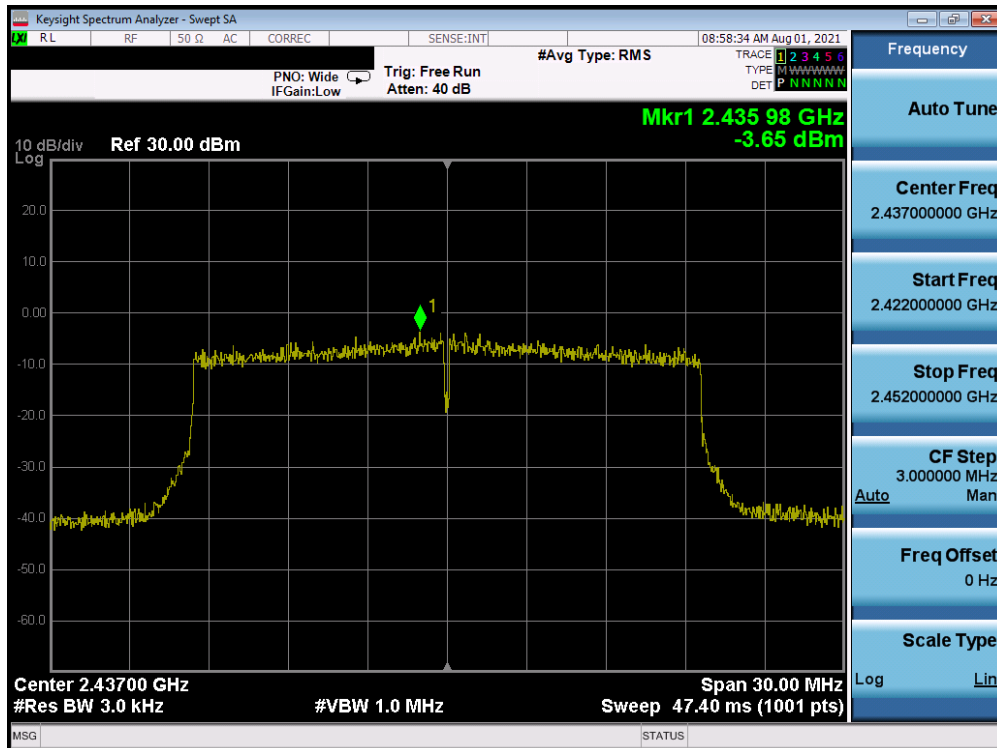 Keysight Spectrum Analyzer - Swept SA
LXI RL RF 50 Ω AC CORREC SENSE:INT 08:58:34 AM Aug 01, 2021
#Avg Type: RMS TRACE 1 2 3 4 5 6
PNO: Wide Trig: Free Run TYPE M WWWWW
IFGain:Low Atten: 40 dB DET P N N N N N
Mkr1 2.435 98 GHz
-3.65 dBm
10 dB/div Ref 30.00 dBm
Log
20.0
10.0
0.00
-10.0
-20.0
-30.0
-40.0
-50.0
-60.0
1
Center 2.43700 GHz Span 30.00 MHz
#Res BW 3.0 kHz #VBW 1.0 MHz Sweep 47.40 ms (1001 pts)
MSG STATUS
Frequency
Auto Tune
Center Freq
2.437000000 GHz
Start Freq
2.422000000 GHz
Stop Freq
2.452000000 GHz
CF Step
3.000000 MHz
Auto Man
Freq Offset
0 Hz
Scale Type
Log Lin